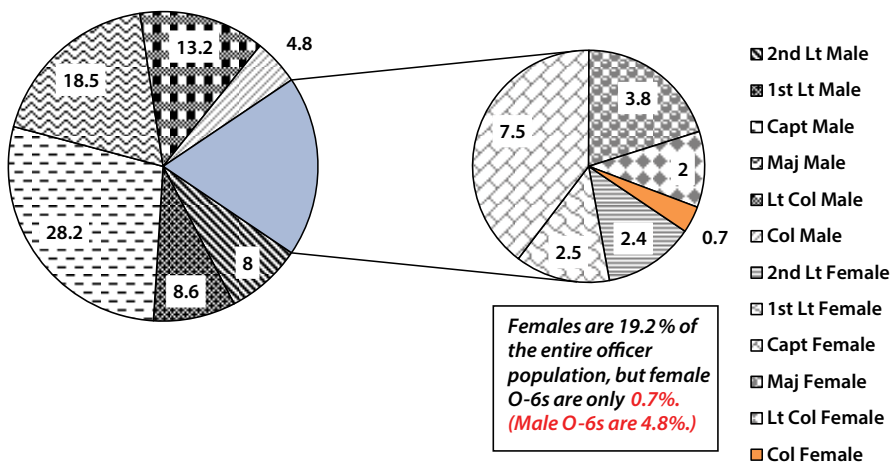 13.2
4.8
18.5
28.2
8.6
8
7.5
3.8
2
0.7
2.4
2.5
2nd Lt Male
1st Lt Male
Capt Male
Maj Male
Lt Col Male
Col Male
2nd Lt Female
1st Lt Female
Capt Female
Maj Female
Lt Col Female
Col Female
Females are 19.2% of
the entire officer
population, but female
O-6s are only 0.7%.
(Male O-6s are 4.8%.)